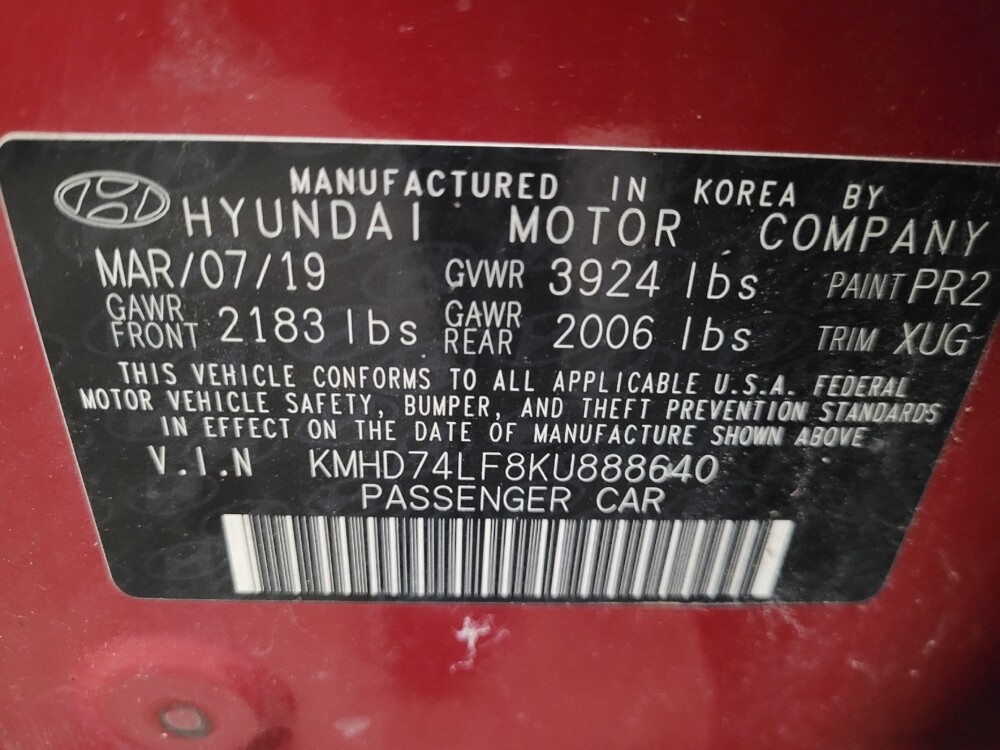 MANUFACTURED IN KOREA BY
HYUNDAI MOTOR COMPANY
MAR/07/19 GVWR 3924 lbs PAINT PR2
GAWR FRONT 2183 lbs GAWR REAR 2006 lbs TRIM XUG
THIS VEHICLE CONFORMS TO ALL APPLICABLE U.S.A. FEDERAL
MOTOR VEHICLE SAFETY, BUMPER, AND THEFT PREVENTION STANDARDS
IN EFFECT ON THE DATE OF MANUFACTURE SHOWN ABOVE
V.I.N KMHD74LF8KU888640
PASSENGER CAR